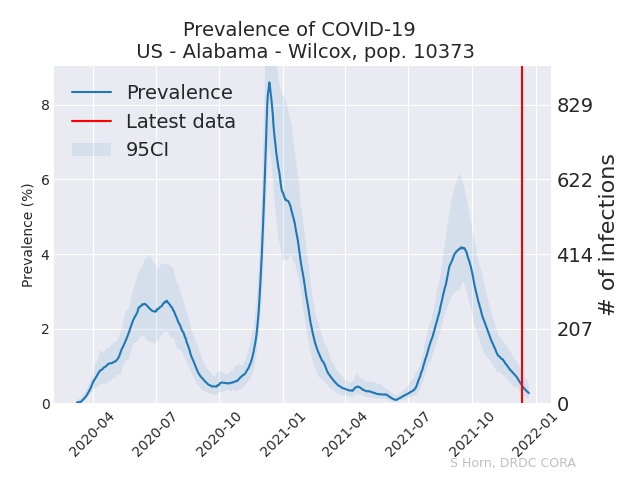 Prevalence of COVID-19
US - Alabama - Wilcox, pop. 10373
Prevalence
Latest data
95CI
Prevalence (%)
8
6
4
2
0
829
622
414
207
0
# of infections
2020-04
2020-07
2020-10
2021-01
2021-04
2021-07
2021-10
2022-01
S Horn, DRDC CORA